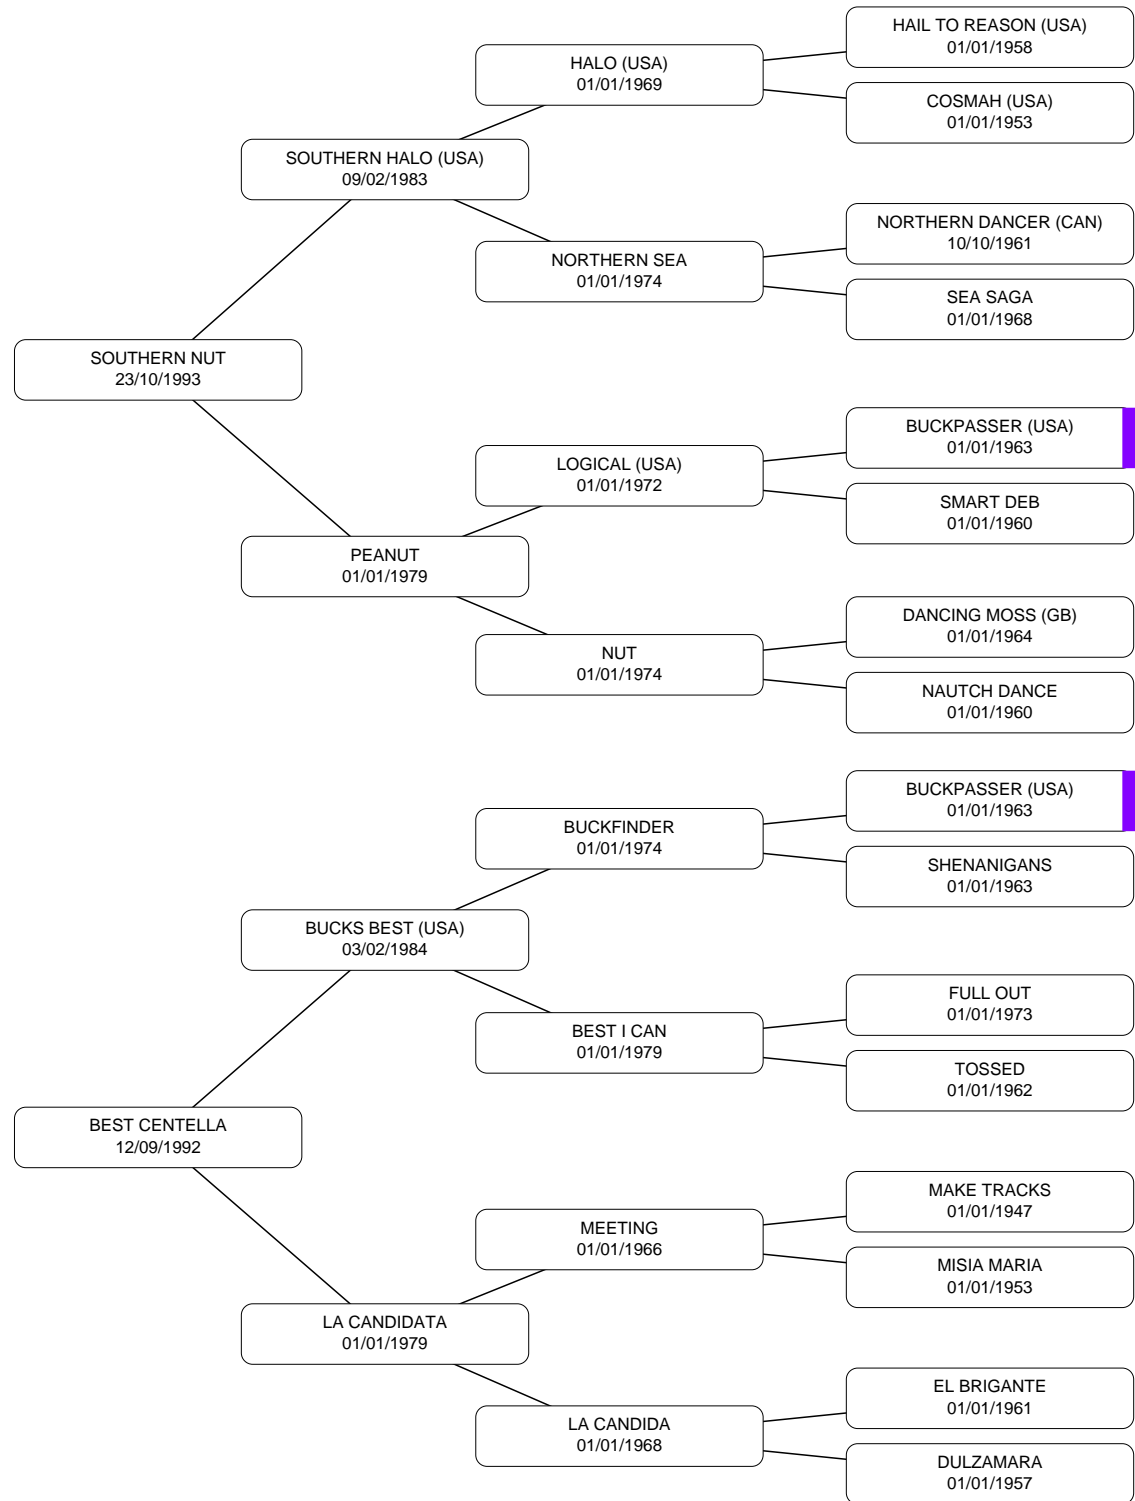 HAIL TO REASON (USA)
01/01/1958
HALO (USA)
01/01/1969
COSMAH (USA)
01/01/1953
SOUTHERN HALO (USA)
09/02/1983
NORTHERN DANCER (CAN)
10/10/1961
NORTHERN SEA
01/01/1974
SEA SAGA
01/01/1968
SOUTHERN NUT
23/10/1993
BUCKPASSER (USA)
01/01/1963
LOGICAL (USA)
01/01/1972
SMART DEB
01/01/1960
PEANUT
01/01/1979
DANCING MOSS (GB)
01/01/1964
NUT
01/01/1974
NAUTCH DANCE
01/01/1960
BUCKPASSER (USA)
01/01/1963
BUCKFINDER
01/01/1974
SHENANIGANS
01/01/1963
BUCKS BEST (USA)
03/02/1984
FULL OUT
01/01/1973
BEST I CAN
01/01/1979
TOSSED
01/01/1962
BEST CENTELLA
12/09/1992
MAKE TRACKS
01/01/1947
MEETING
01/01/1966
MISIA MARIA
01/01/1953
LA CANDIDATA
01/01/1979
EL BRIGANTE
01/01/1961
LA CANDIDA
01/01/1968
DULZAMARA
01/01/1957